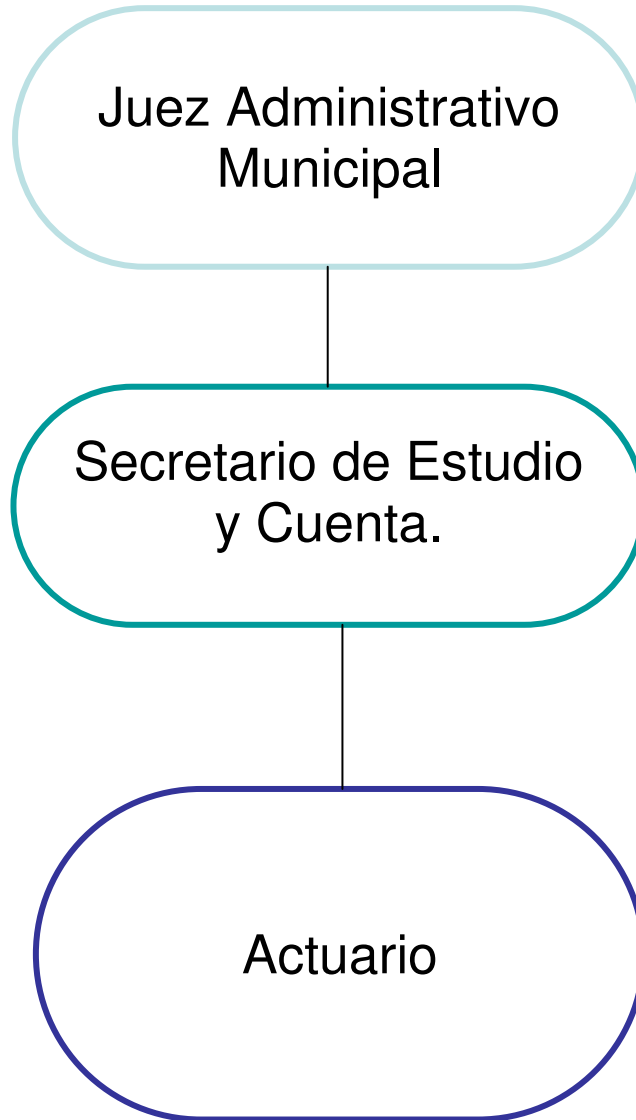 Juez Administrativo
Municipal
Secretario de Estudio
y Cuenta.
Actuario